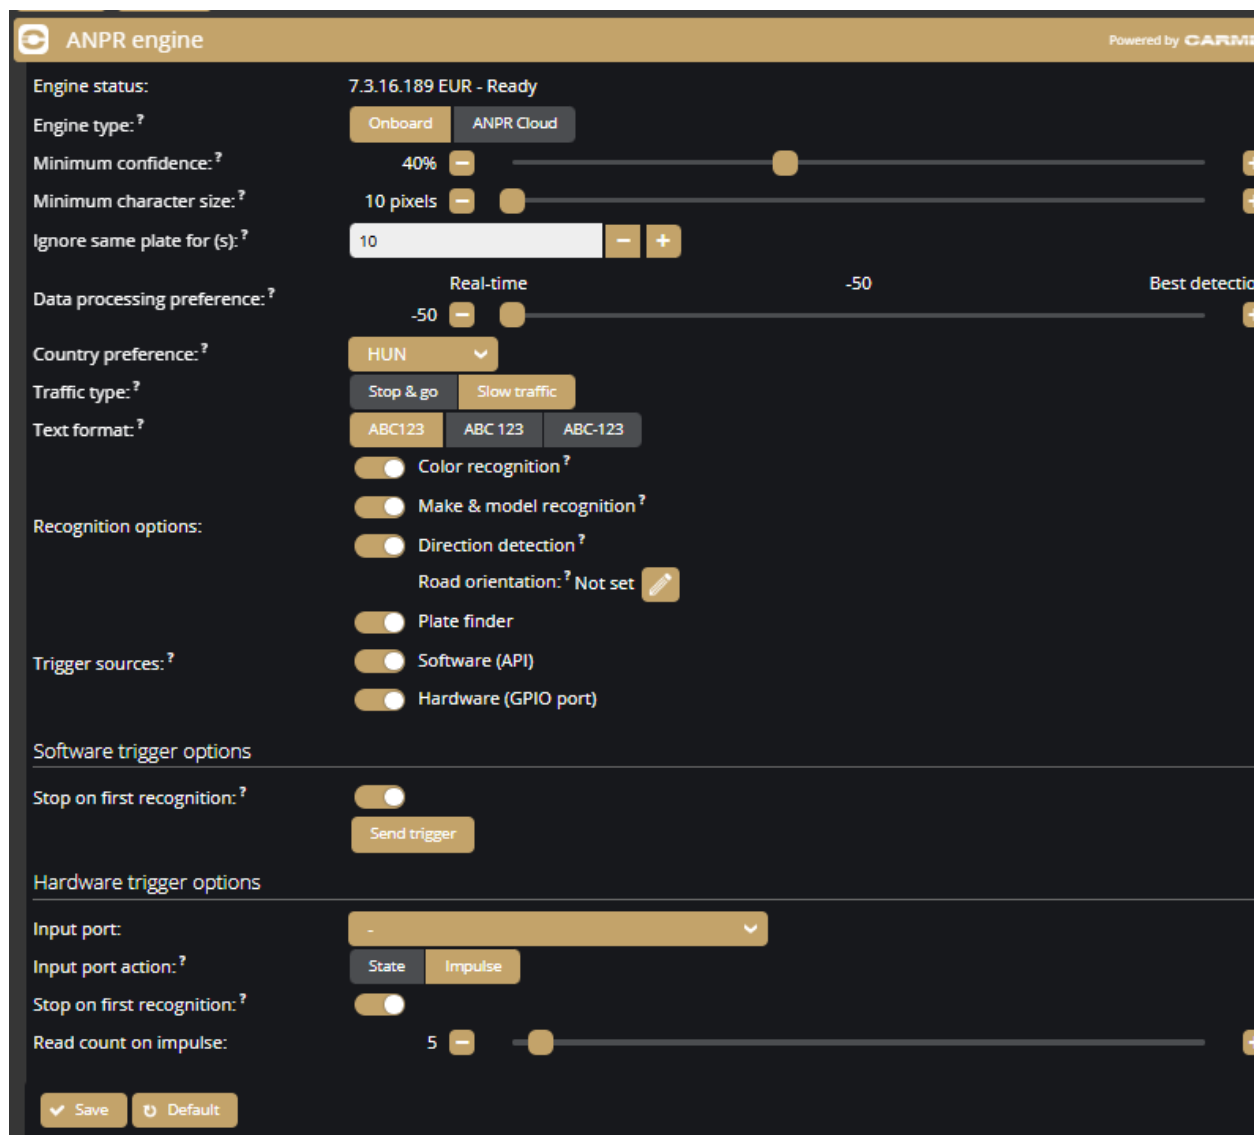 ANPR engine
Powered by CARM
Engine status: 7.3.16.189 EUR - Ready
Engine type:? Onboard ANPR Cloud
Minimum confidence:? 40%
Minimum character size:? 10 pixels
Ignore same plate for (s):? 10
Real-time -50 Best detectio
Data processing preference:?
-50
Country preference:? HUN
Traffic type:? Stop & go Slow traffic
Text format:? ABC123 ABC 123 ABC-123
Color recognition?
Make & model recognition?
Recognition options:
Direction detection?
Road orientation:? Not set
Plate finder
Trigger sources:? Software (API)
Hardware (GPIO port)
Software trigger options
Stop on first recognition:?
Send trigger
Hardware trigger options
Input port: -
Input port action:? State Impulse
Stop on first recognition:?
Read count on impulse: 5
Save Default